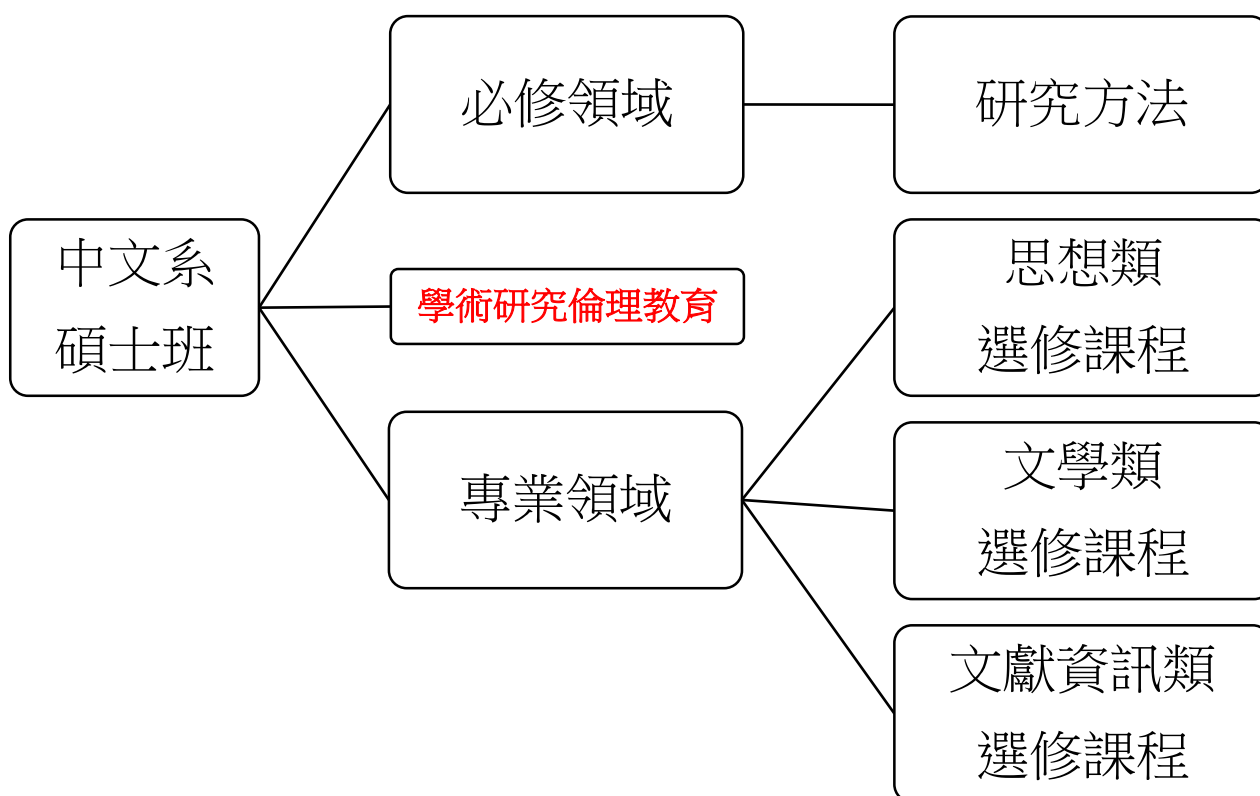 中文系
碩士班
必修領域
研究方法
學術研究倫理教育
專業領域
思想類
選修課程
文學類
選修課程
文獻資訊類
選修課程